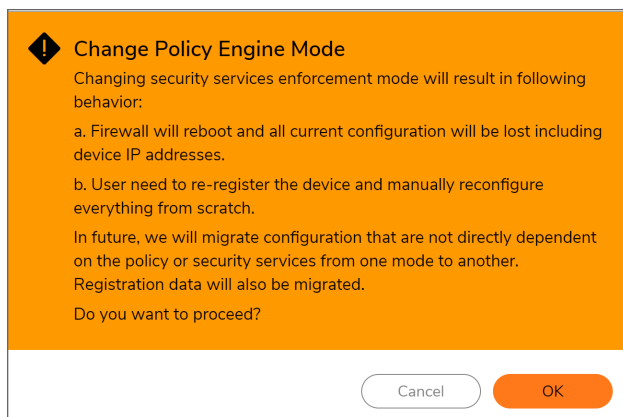 Change Policy Engine Mode
Changing security services enforcement mode will result in following
behavior:
a. Firewall will reboot and all current configuration will be lost including
device IP addresses.
b. User need to re-register the device and manually reconfigure
everything from scratch.
In future, we will migrate configuration that are not directly dependent
on the policy or security services from one mode to another.
Registration data will also be migrated.
Do you want to proceed?
Cancel OK